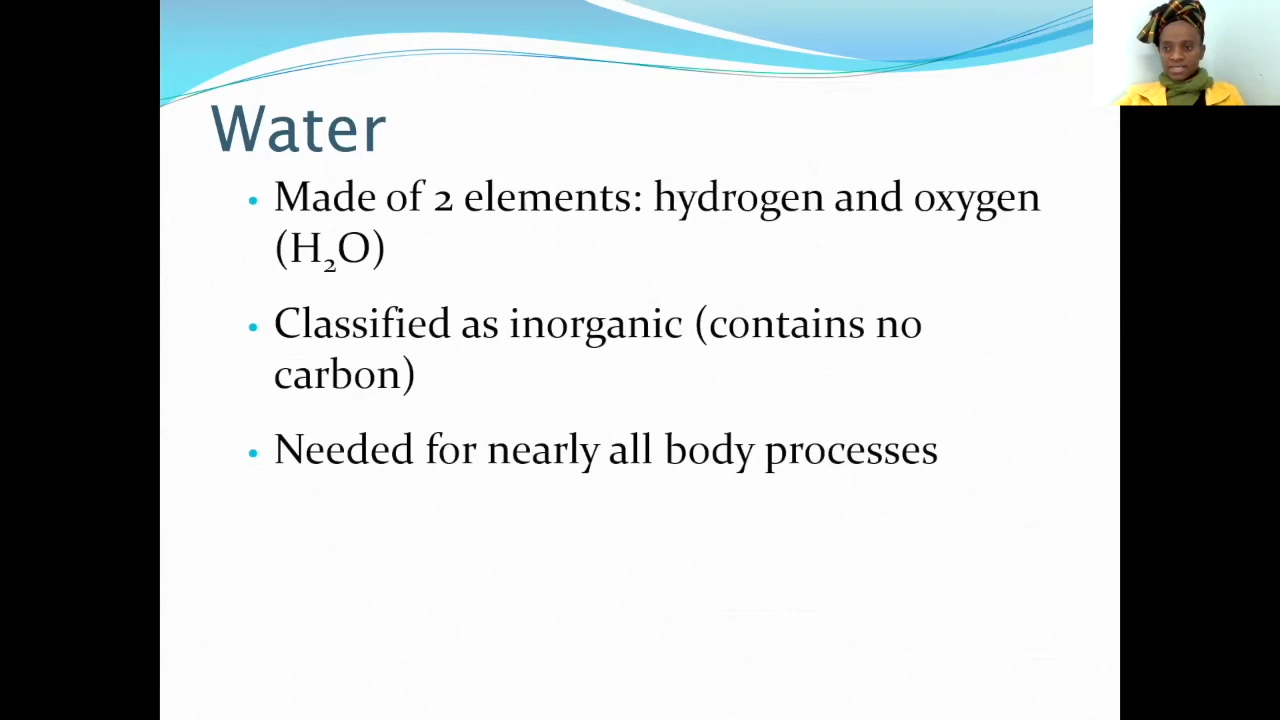 Water
• Made of 2 elements: hydrogen and oxygen
(H₂O)
• Classified as inorganic (contains no
carbon)
• Needed for nearly all body processes